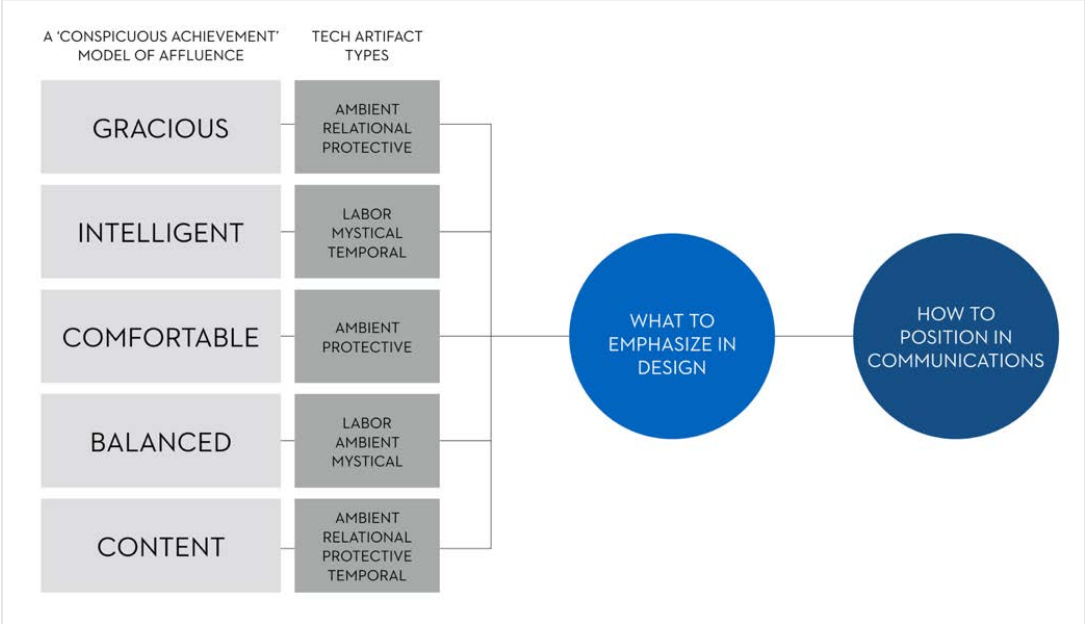 A 'CONSPICUOUS ACHIEVEMENT'
MODEL OF AFFLUENCE
TECH ARTIFACT
TYPES
GRACIOUS
AMBIENT
RELATIONAL
PROTECTIVE
INTELLIGENT
LABOR
MYSTICAL
TEMPORAL
COMFORTABLE
AMBIENT
PROTECTIVE
BALANCED
LABOR
AMBIENT
MYSTICAL
CONTENT
AMBIENT
RELATIONAL
PROTECTIVE
TEMPORAL
WHAT TO
EMPHASIZE IN
DESIGN
HOW TO
POSITION IN
COMMUNICATIONS